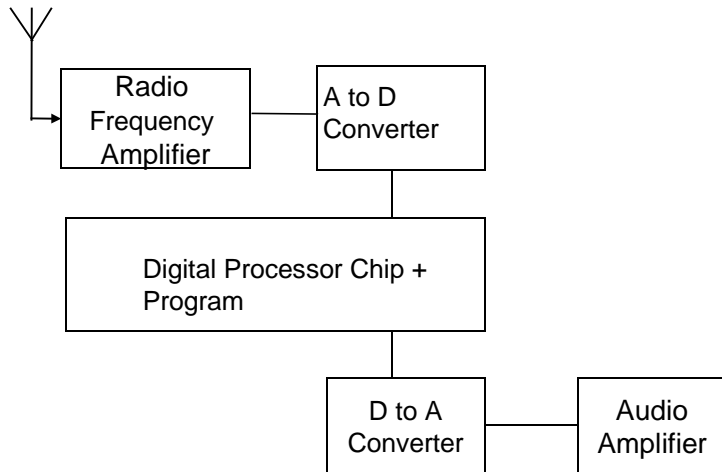 Radio
Frequency
Amplifier
A to D
Converter
Digital Processor Chip +
Program
D to A
Converter
Audio
Amplifier